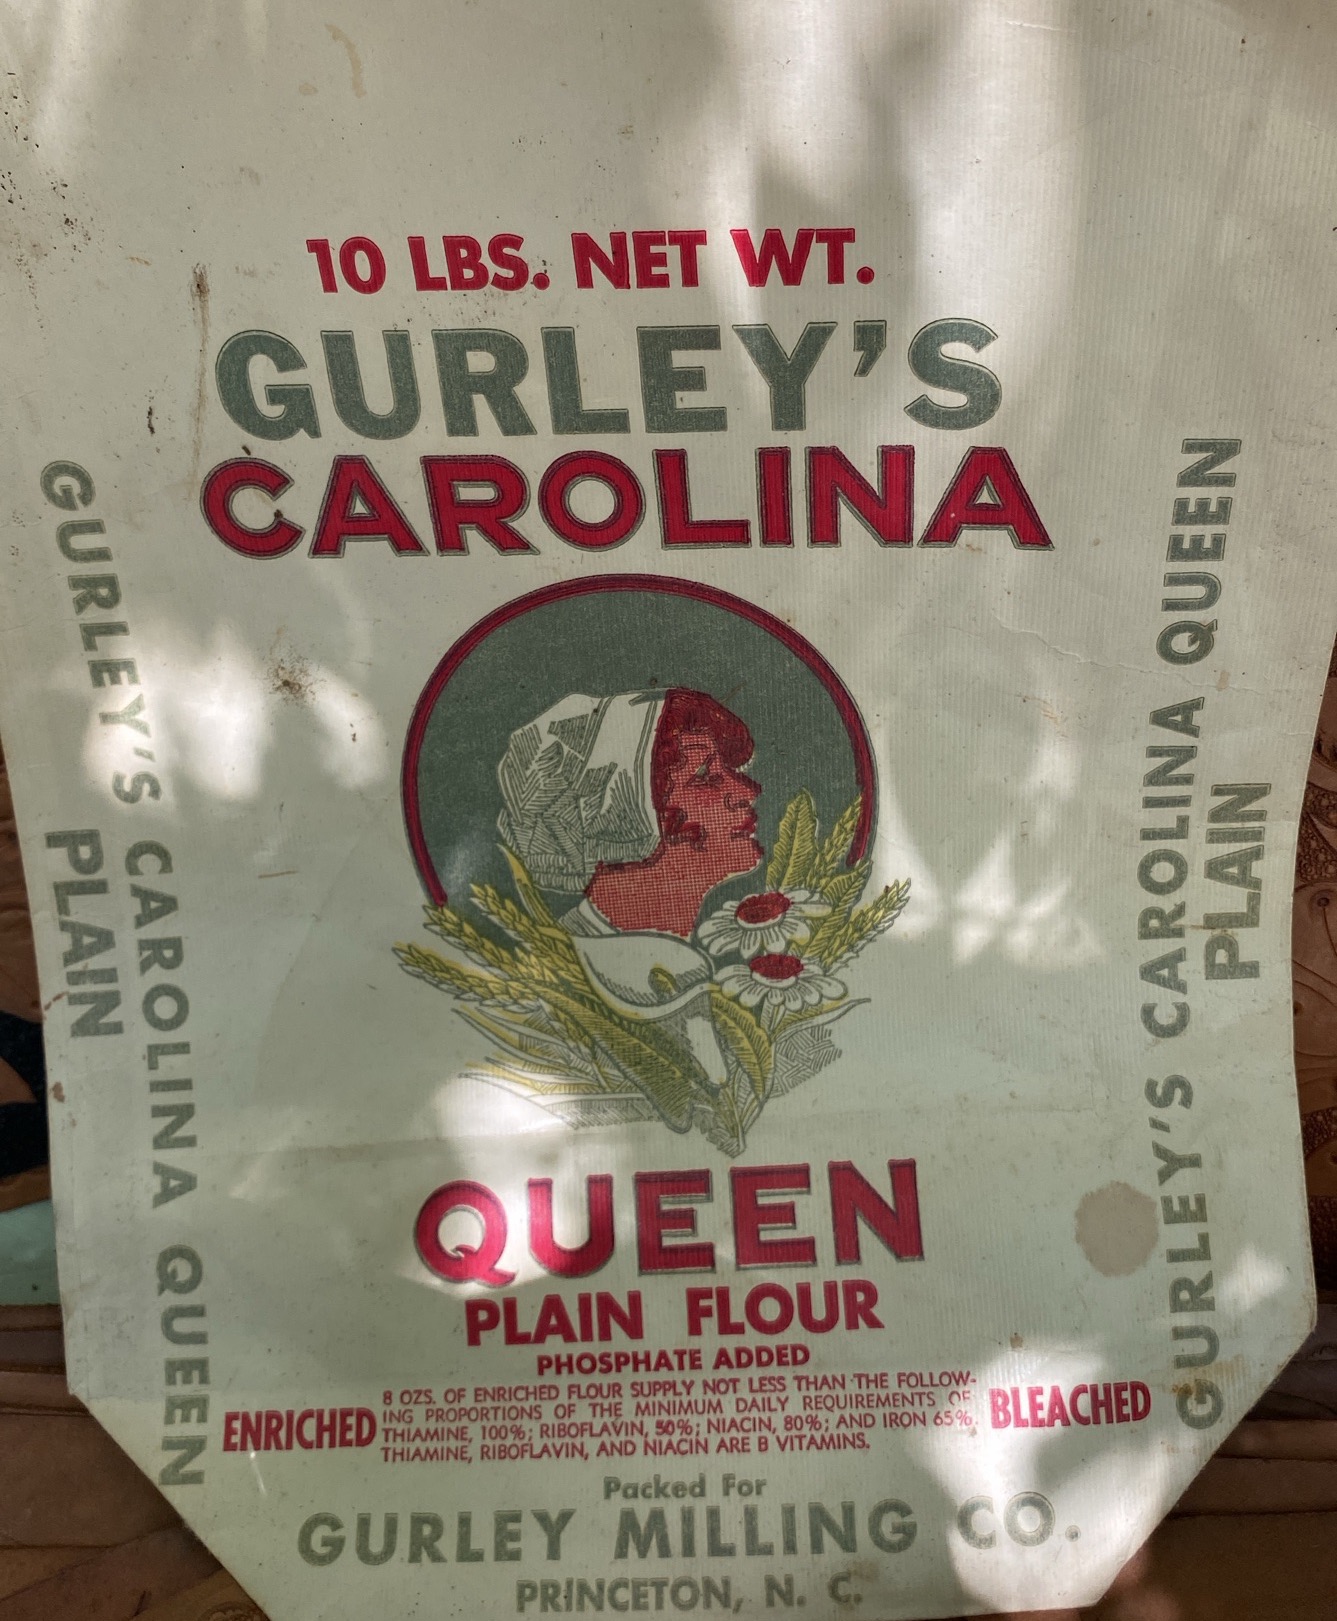 10 LBS. NET WT.
GURLEY'S
CAROLINA
QUEEN
PLAIN FLOUR
PHOSPHATE ADDED
ENRICHED
8 OZS. OF ENRICHED FLOUR SUPPLY NOT LESS THAN THE FOLLOW-
ING PROPORTIONS OF THE MINIMUM DAILY REQUIREMENTS OF
THIAMINE, 100%; RIBOFLAVIN, 50%; NIACIN, 80%; AND IRON 65%.
THIAMINE, RIBOFLAVIN, AND NIACIN ARE B VITAMINS.
BLEACHED
Packed For
GURLEY MILLING CO.
PRINCETON, N. C.
GURLEY'S CAROLINA QUEEN
PLAIN
GURLEY'S CAROLINA QUEEN
PLAIN